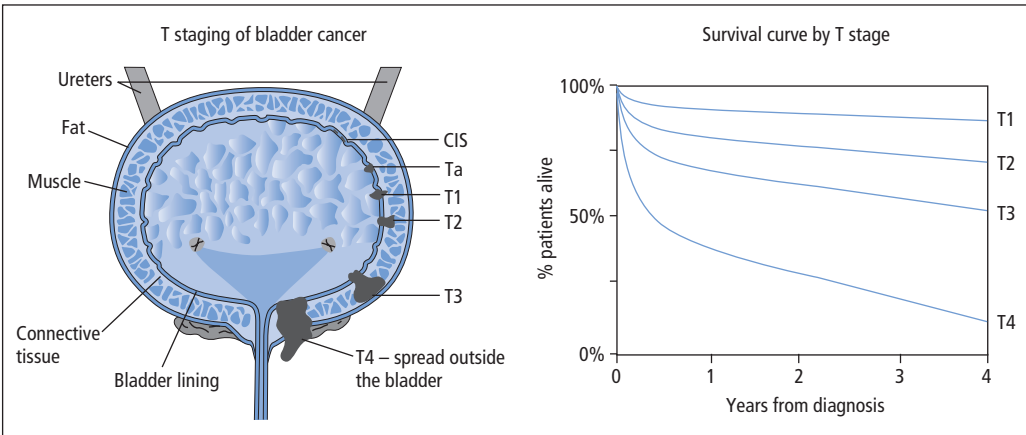 T staging of bladder cancer
Ureters
Fat
Muscle
Connective
tissue
Bladder lining
CIS
Ta
T1
T2
T3
T4 – spread outside
the bladder
Survival curve by T stage
% patients alive
100%
50%
0%
0
1
2
3
4
Years from diagnosis
T1
T2
T3
T4